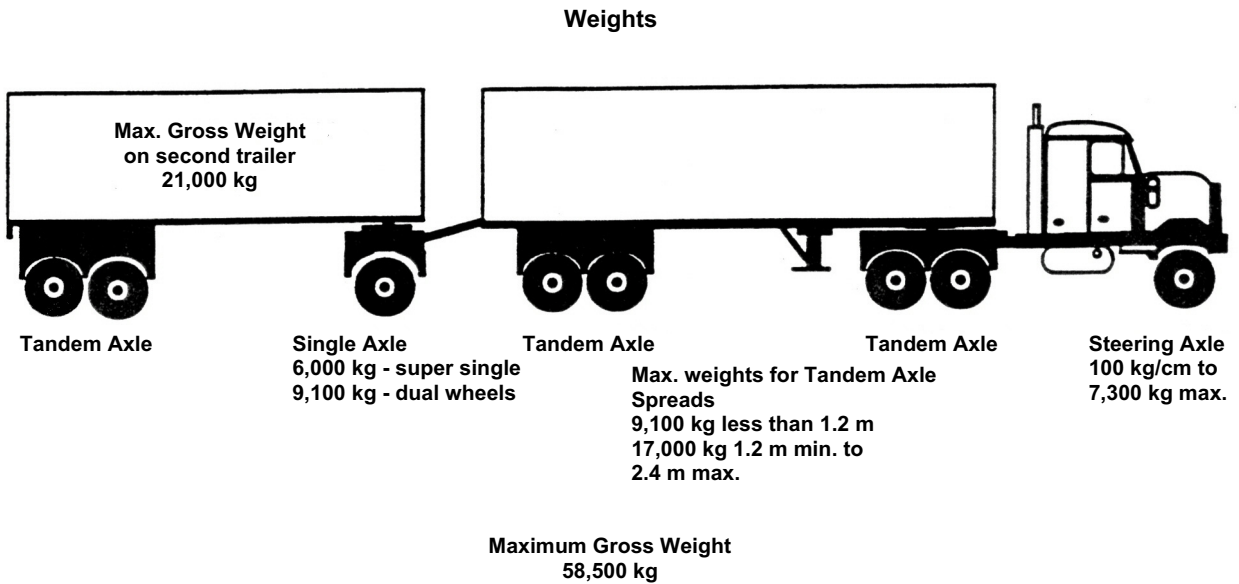 Weights
Max. Gross Weight
on second trailer
21,000 kg
Tandem Axle
Single Axle
6,000 kg - super single
9,100 kg - dual wheels
Tandem Axle
Max. weights for Tandem Axle
Spreads
9,100 kg less than 1.2 m
17,000 kg 1.2 m min. to
2.4 m max.
Tandem Axle
Steering Axle
100 kg/cm to
7,300 kg max.
Maximum Gross Weight
58,500 kg